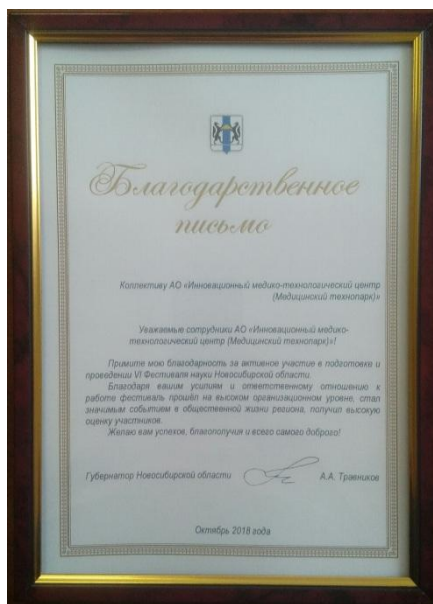 Благодарственное
письмо
Коллективу АО «Инновационный медико-технологический центр
(Медицинский технопарк)»
Уважаемые сотрудники АО «Инновационный медико-
технологический центр (Медицинский технопарк)»!
Примите мою благодарность за активное участие в подготовке и
проведении VI Фестиваля науки Новосибирской области.
Благодаря вашим усилиям и ответственному отношению к
работе фестиваль прошёл на высоком организационном уровне, стал
значимым событием в общественной жизни региона, получил высокую
оценку участников.
Желаю вам успехов, благополучия и всего самого доброго!
Губернатор Новосибирской области А.А. Травников
Октябрь 2018 года